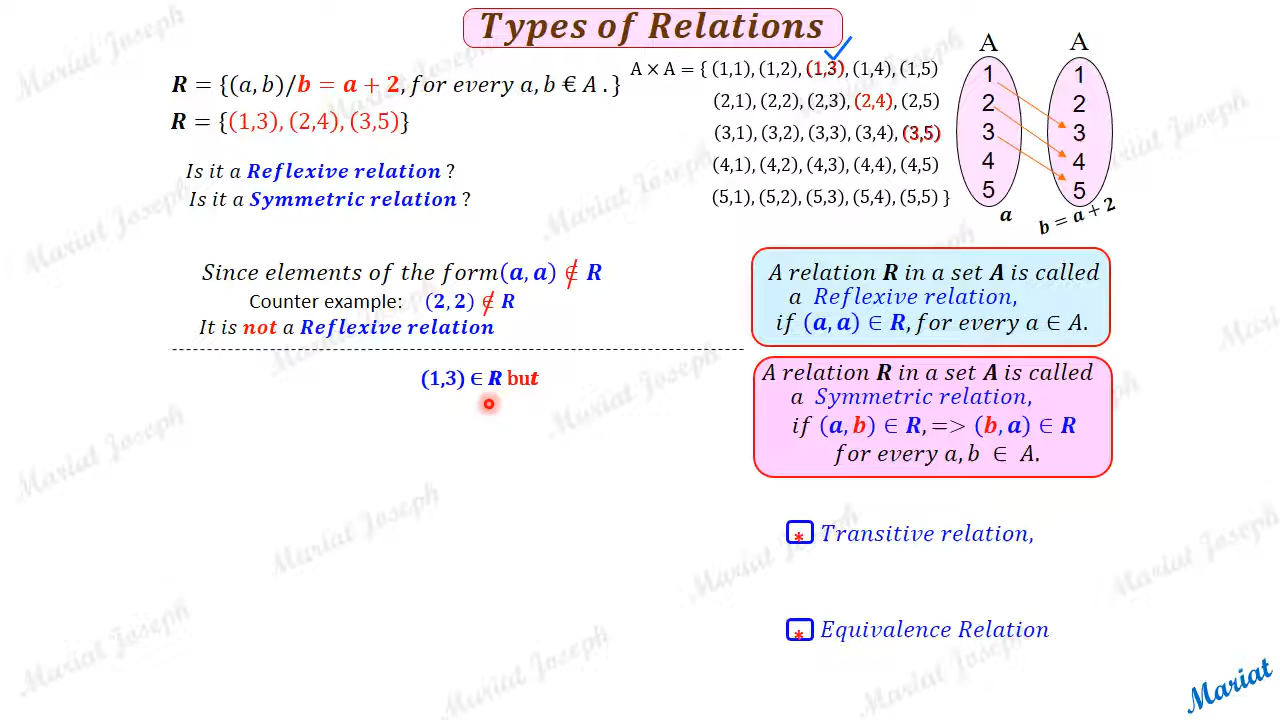 Types of Relations
R = {(a, b)/b = a + 2, for every a, b € A .}
R = {(1,3), (2,4), (3,5)}
Is it a Reflexive relation ?
Is it a Symmetric relation ?
A × A = { (1,1), (1,2), (1,3), (1,4), (1,5)
(2,1), (2,2), (2,3), (2,4), (2,5)
(3,1), (3,2), (3,3), (3,4), (3,5)
(4,1), (4,2), (4,3), (4,4), (4,5)
(5,1), (5,2), (5,3), (5,4), (5,5) }
A A
1 1
2 2
3 3
4 4
5 5
a b = a + 2
Since elements of the form (a, a) ∉ R
Counter example: (2, 2) ∉ R
It is not a Reflexive relation
(1,3) ∈ R but
A relation R in a set A is called
a Reflexive relation,
if (a, a) ∈ R, for every a ∈ A.
A relation R in a set A is called
a Symmetric relation,
if (a, b) ∈ R, => (b, a) ∈ R
for every a, b ∈ A.
* Transitive relation,
* Equivalence Relation
Mariat
Mariat Joseph